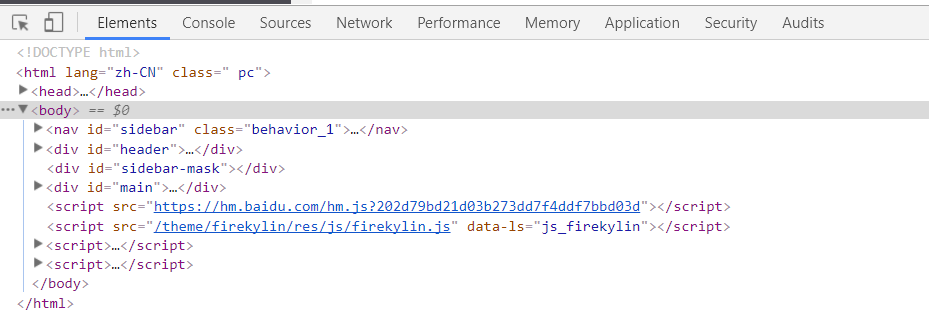 Elements Console Sources Network Performance Memory Application Security Audits
<!DOCTYPE html>
<html lang="zh-CN" class=" pc">
<head>…</head>
<body> == $0
<nav id="sidebar" class="behavior_1">…</nav>
<div id="header">…</div>
<div id="sidebar-mask"></div>
<div id="main">…</div>
<script src="https://hm.baidu.com/hm.js?202d79bd21d03b273dd7f4ddf7bbd03d"></script>
<script src="/theme/firekylin/res/js/firekylin.js" data-ls="js_firekylin"></script>
<script>…</script>
<script>…</script>
</body>
</html>